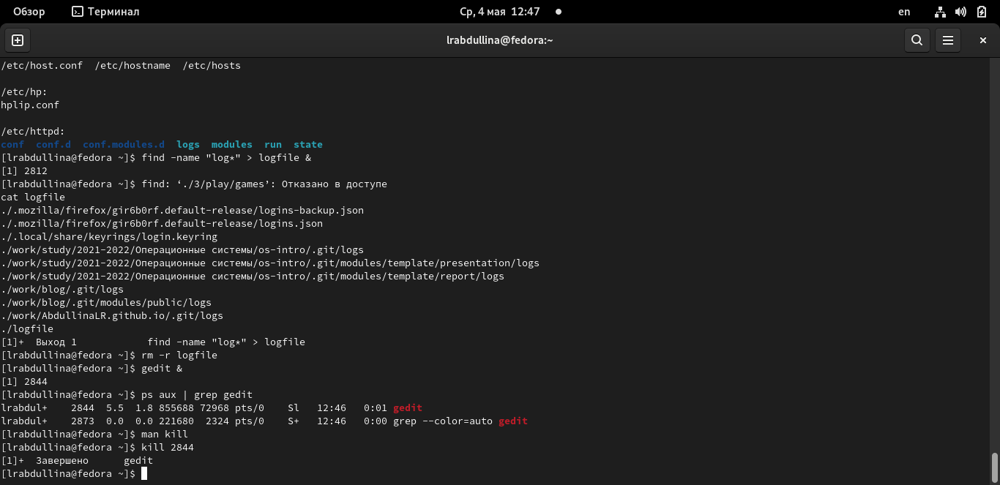 Обзор Терминал Ср, 4 мая 12:47 en
lrabdullina@fedora:~
/etc/host.conf  /etc/hostname  /etc/hosts
/etc/hp:
hplip.conf
/etc/httpd:
conf  conf.d  conf.modules.d  logs  modules  run  state
[lrabdullina@fedora ~]$ find -name "log*" > logfile &
[1] 2812
[lrabdullina@fedora ~]$ find: ‘./3/play/games’: Отказано в доступе
cat logfile
./.mozilla/firefox/gir6b0rf.default-release/logins-backup.json
./.mozilla/firefox/gir6b0rf.default-release/logins.json
./.local/share/keyrings/login.keyring
./work/study/2021-2022/Операционные системы/os-intro/.git/logs
./work/study/2021-2022/Операционные системы/os-intro/.git/modules/template/presentation/logs
./work/study/2021-2022/Операционные системы/os-intro/.git/modules/template/report/logs
./work/blog/.git/logs
./work/blog/.git/modules/public/logs
./work/AbdullinaLR.github.io/.git/logs
./logfile
[1]+  Выход 1            find -name "log*" > logfile
[lrabdullina@fedora ~]$ rm -r logfile
[lrabdullina@fedora ~]$ gedit &
[1] 2844
[lrabdullina@fedora ~]$ ps aux | grep gedit
lrabdul+    2844  5.5  1.8 855688 72968 pts/0    Sl   12:46   0:01 gedit
lrabdul+    2873  0.0  0.0 221680  2324 pts/0    S+   12:46   0:00 grep --color=auto gedit
[lrabdullina@fedora ~]$ man kill
[lrabdullina@fedora ~]$ kill 2844
[1]+  Завершено      gedit
[lrabdullina@fedora ~]$